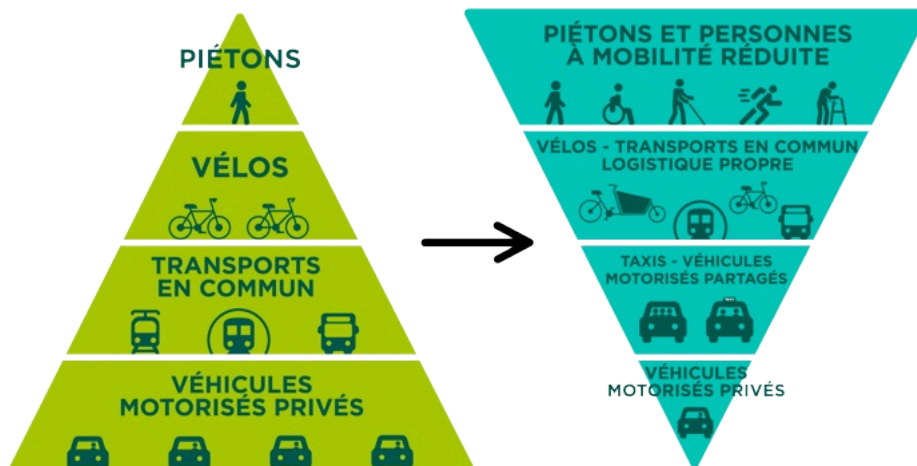 PIÉTONS
VÉLOS
TRANSPORTS
EN COMMUN
VÉHICULES
MOTORISÉS PRIVÉS
PIÉTONS ET PERSONNES
À MOBILITÉ RÉDUITE
VÉLOS - TRANSPORTS EN COMMUN
LOGISTIQUE PROPRE
TAXIS - VÉHICULES
MOTORISÉS PARTAGÉS
VÉHICULES
MOTORISÉS PRIVÉS